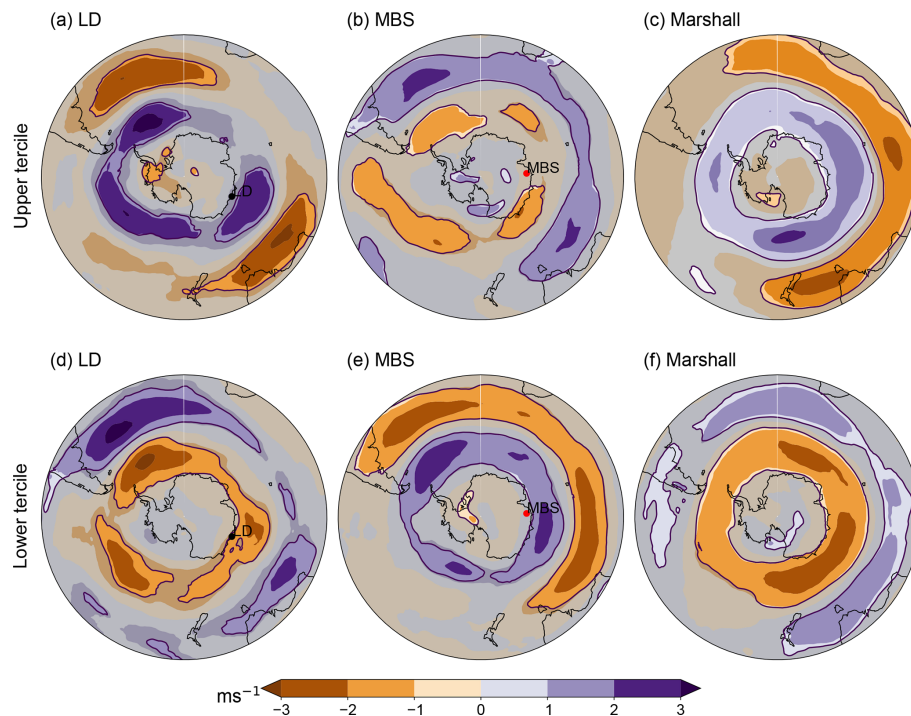 (a) LD
(b) MBS
(c) Marshall
Upper tercile
LD
MBS
(d) LD
(e) MBS
(f) Marshall
Lower tercile
LD
MBS
ms⁻¹
−3 −2 −1 0 1 2 3